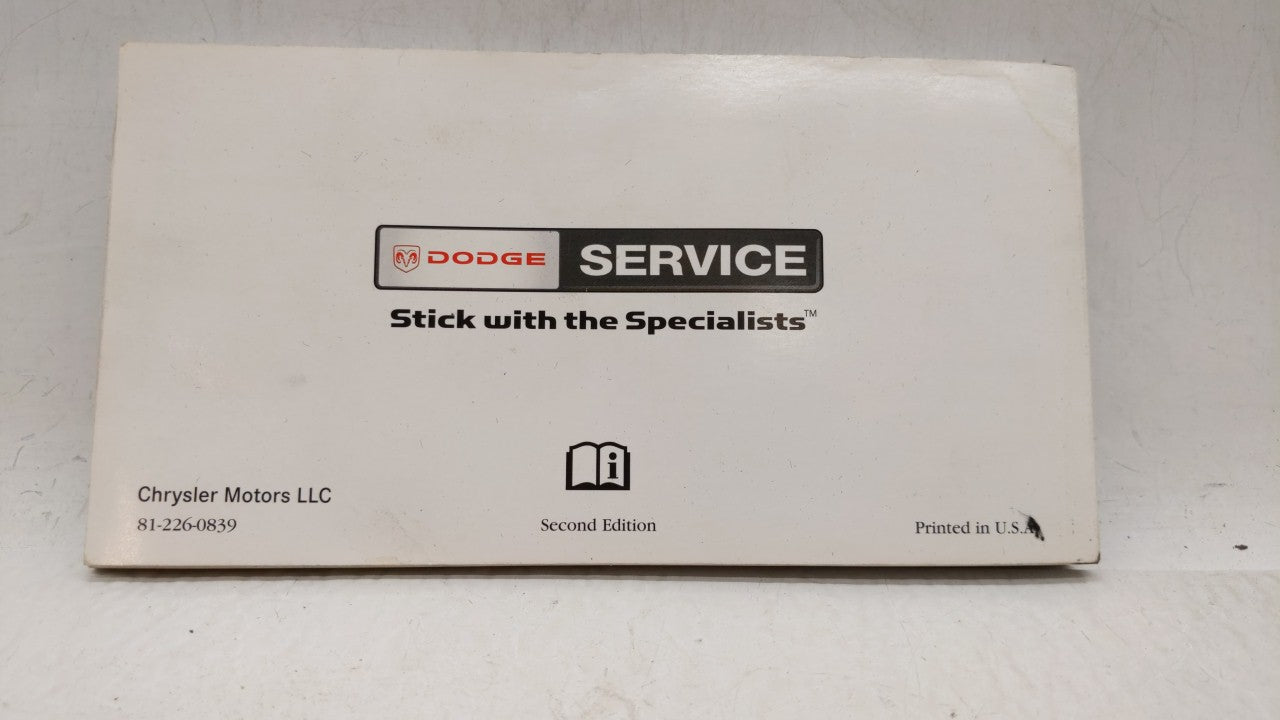 DODGE SERVICE
Stick with the Specialists™
i
Chrysler Motors LLC
81-226-0839
Second Edition
Printed in U.S.A.